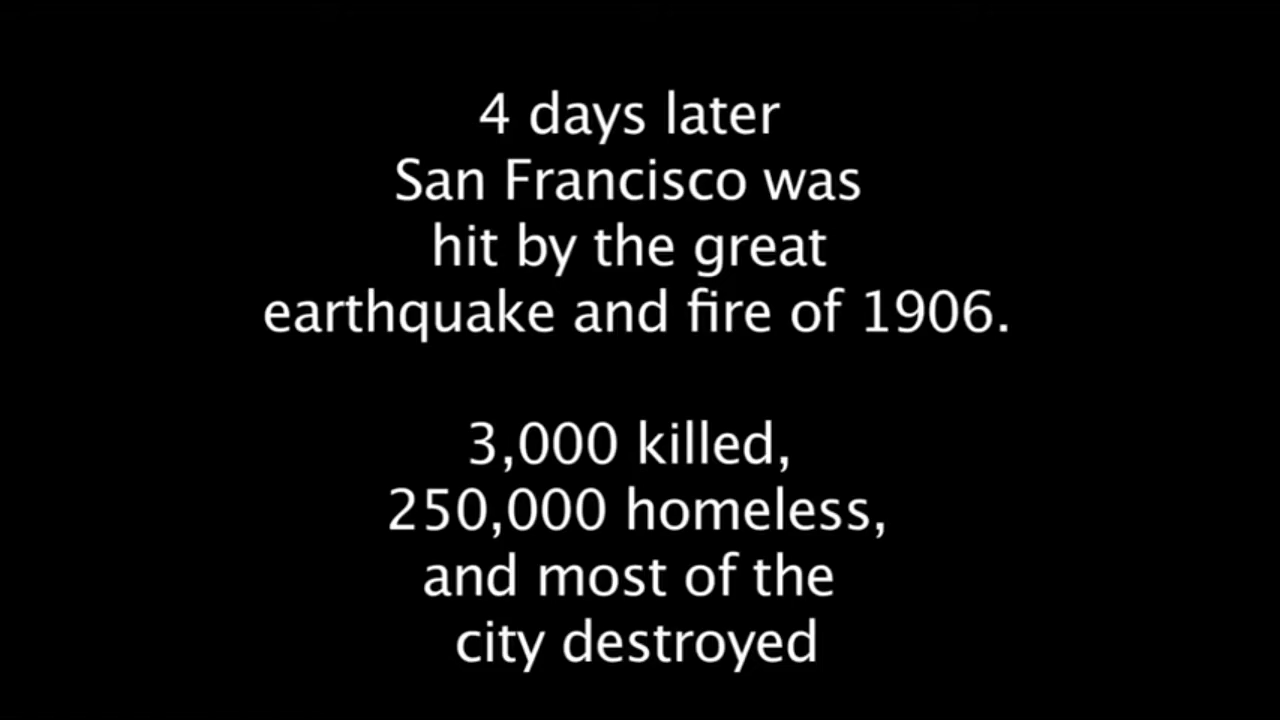 4 days later
San Francisco was
hit by the great
earthquake and fire of 1906.
3,000 killed,
250,000 homeless,
and most of the
city destroyed